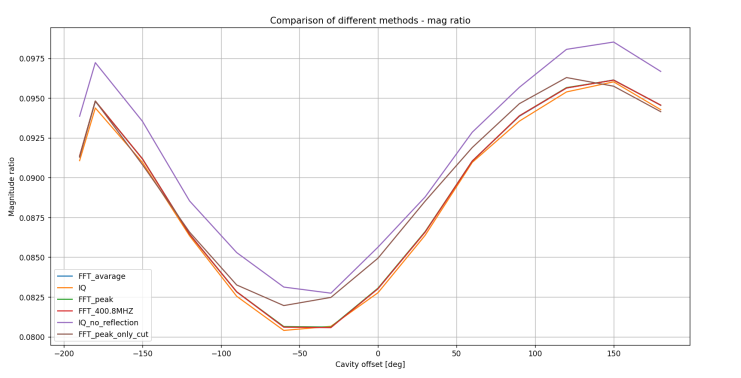 Comparison of different methods - mag ratio
Magnitude ratio
0.0975
0.0950
0.0925
0.0900
0.0875
0.0850
0.0825
0.0800
FFT_avarage
IQ
FFT_peak
FFT_400.8MHZ
IQ_no_reflection
FFT_peak_only_cut
−200
−150
−100
−50
0
50
100
150
Cavity offset [deg]